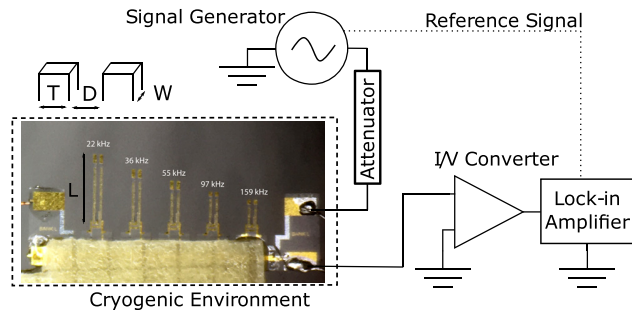 Signal Generator
Reference Signal
T
D
W
Attenuator
22 kHz
36 kHz
55 kHz
97 kHz
159 kHz
L
I/V Converter
Lock-in
Amplifier
Cryogenic Environment